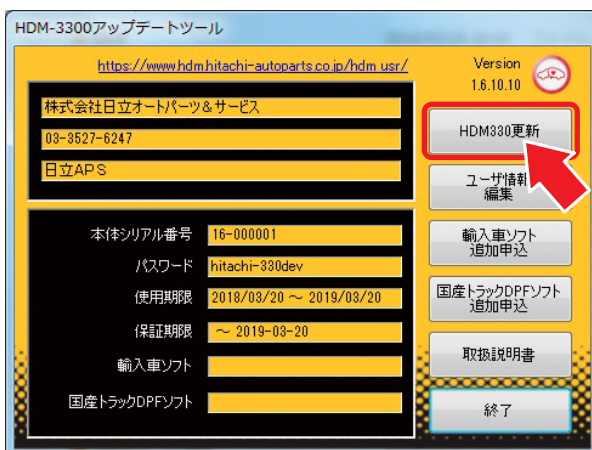 HDM-3300アップデートツール
https://www.hdm.hitachi-autoparts.co.jp/hdm_usr/
Version
1.6.10.10
株式会社日立オートパーツ&サービス
03-3527-6247
日立APS
HDM330更新
ユーザ情報
編集
本体シリアル番号 16-000001
パスワード hitachi-330dev
使用期限 2018/03/20 ～ 2019/03/20
保証期限 ～ 2019-03-20
輸入車ソフト
国産トラックDPFソフト
輸入車ソフト
追加申込
国産トラックDPFソフト
追加申込
取扱説明書
終了